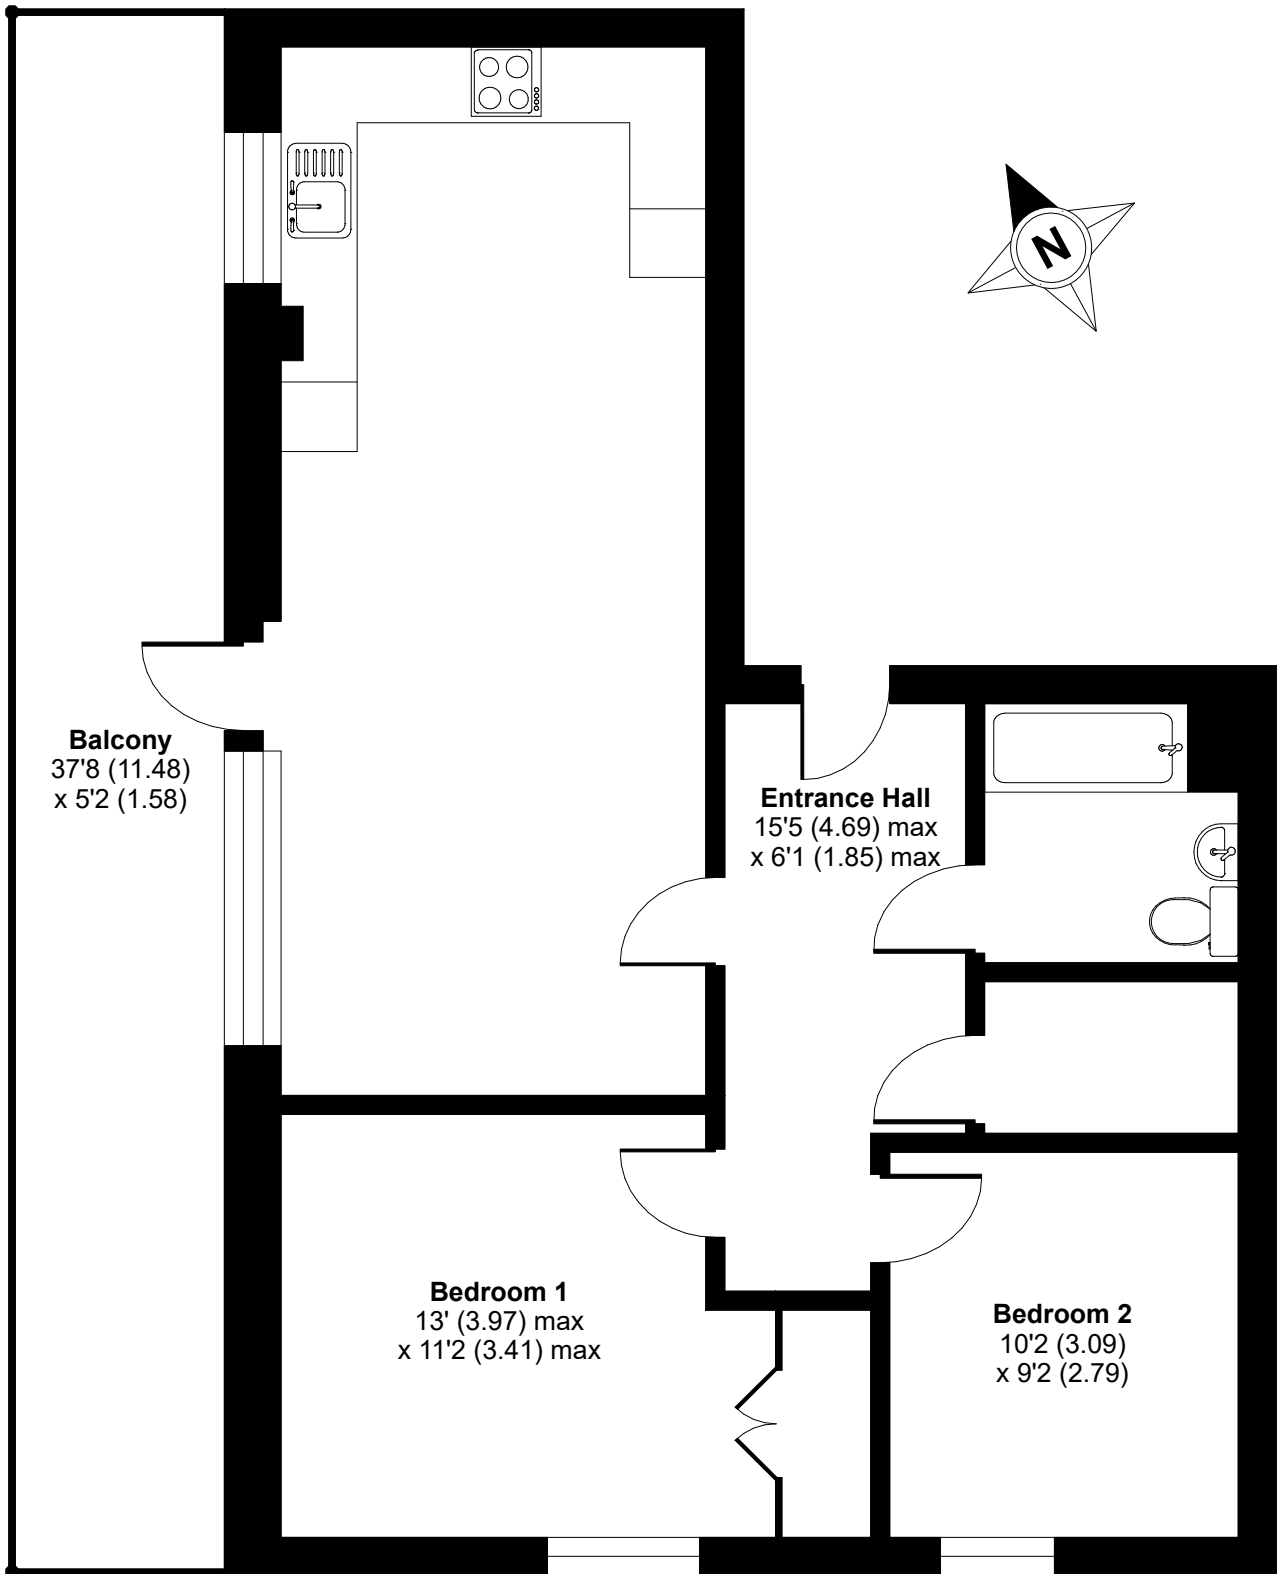 N
Balcony
37'8 (11.48)
x 5'2 (1.58)
Entrance Hall
15'5 (4.69) max
x 6'1 (1.85) max
Bedroom 1
13' (3.97) max
x 11'2 (3.41) max
Bedroom 2
10'2 (3.09)
x 9'2 (2.79)